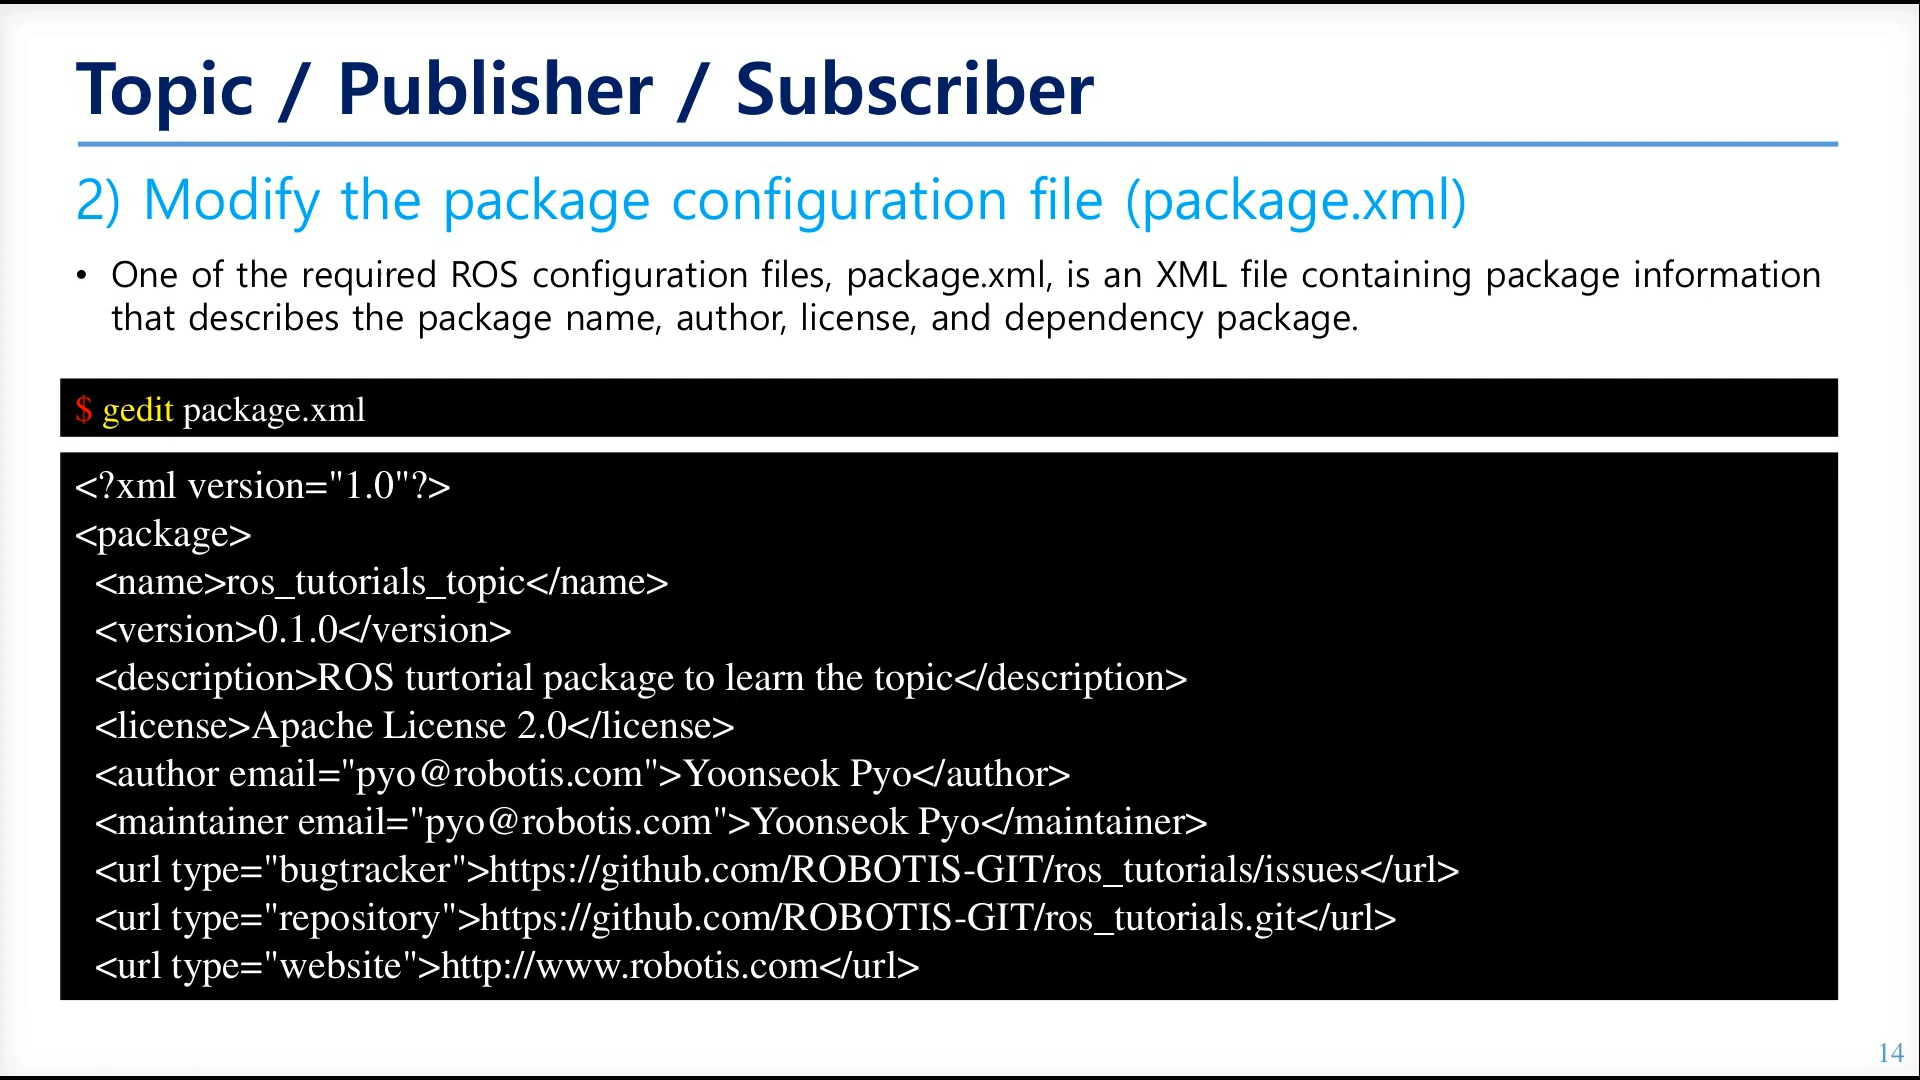 Topic / Publisher / Subscriber
2) Modify the package configuration file (package.xml)
• One of the required ROS configuration files, package.xml, is an XML file containing package information
that describes the package name, author, license, and dependency package.
$ gedit package.xml
<?xml version="1.0"?>
<package>
<name>ros_tutorials_topic</name>
<version>0.1.0</version>
<description>ROS turtorial package to learn the topic</description>
<license>Apache License 2.0</license>
<author email="pyo@robotis.com">Yoonseok Pyo</author>
<maintainer email="pyo@robotis.com">Yoonseok Pyo</maintainer>
<url type="bugtracker">https://github.com/ROBOTIS-GIT/ros_tutorials/issues</url>
<url type="repository">https://github.com/ROBOTIS-GIT/ros_tutorials.git</url>
<url type="website">http://www.robotis.com</url>
14